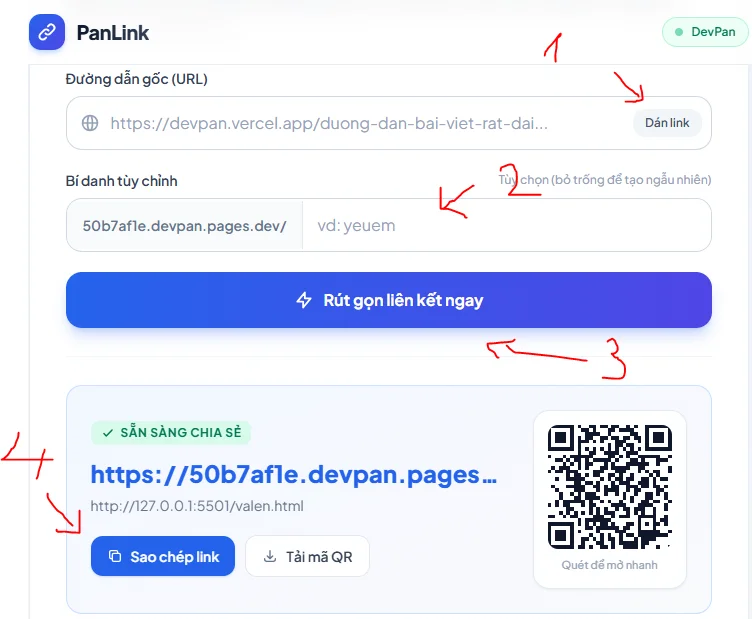 PanLink
DevPan
1
Đường dẫn gốc (URL)
https://devpan.vercel.app/duong-dan-bai-viet-rat-dai...
Dán link
Bí danh tùy chỉnh
Tùy chọn (bỏ trống để tạo ngẫu nhiên)
2
50b7af1e.devpan.pages.dev/
vd: yeuem
Rút gọn liên kết ngay
3
SẴN SÀNG CHIA SẺ
4
https://50b7af1e.devpan.pages...
http://127.0.0.1:5501/valen.html
Sao chép link
Tải mã QR
Quét để mở nhanh